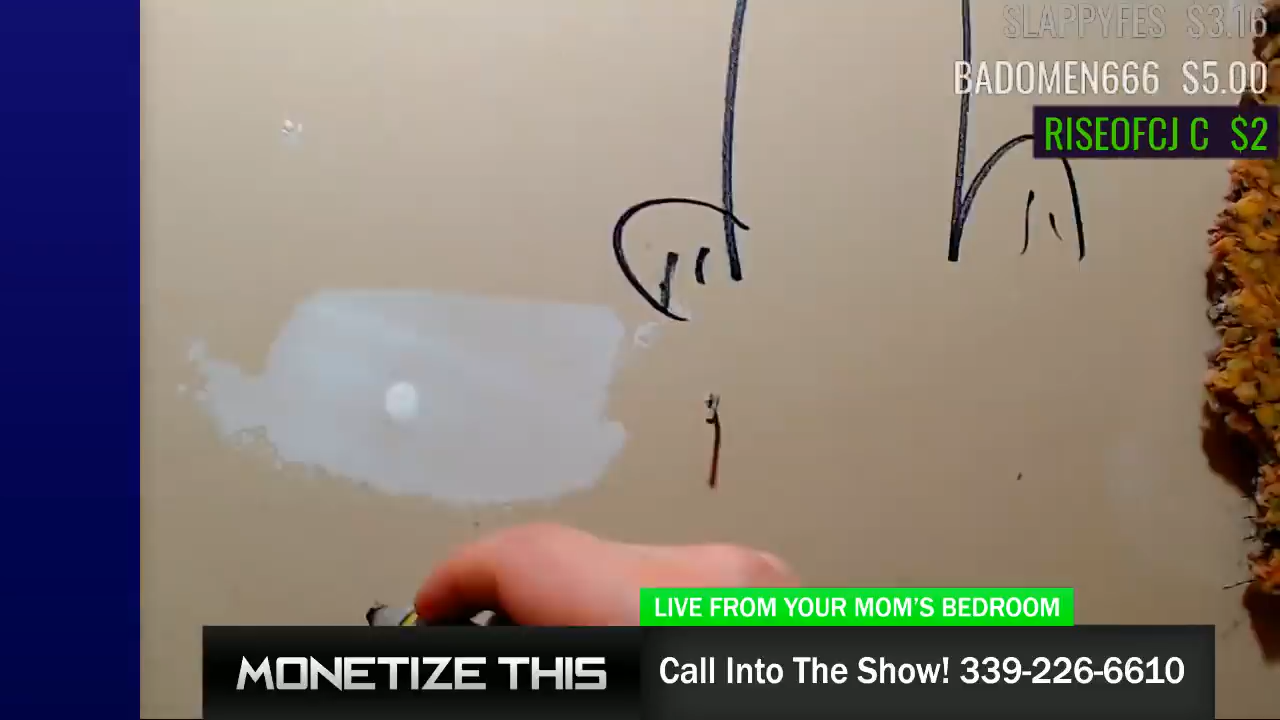 SLAPPYFES $3.16
BADOMEN666 $5.00
RISEOFCJ C $2
LIVE FROM YOUR MOM'S BEDROOM
MONETIZE THIS
Call Into The Show! 339-226-6610